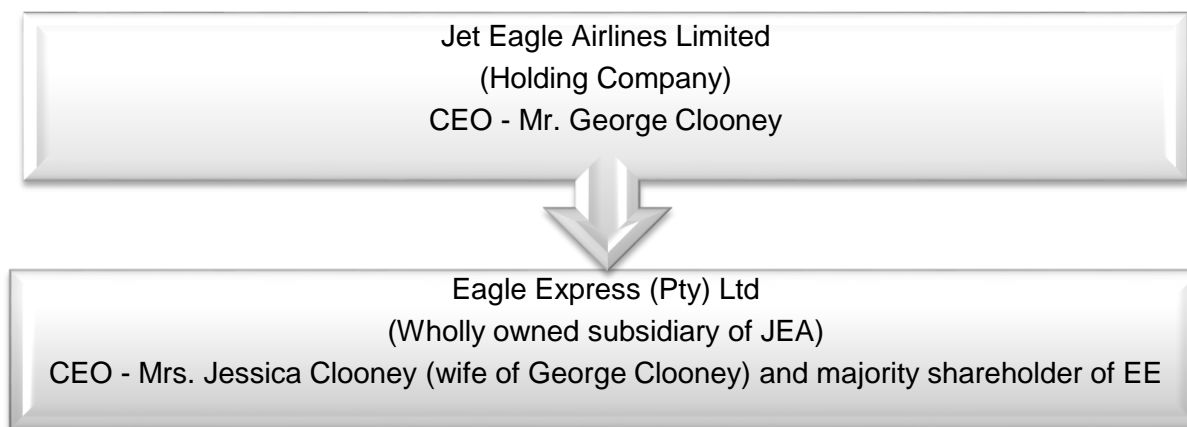 Jet Eagle Airlines Limited
(Holding Company)
CEO - Mr. George Clooney
Eagle Express (Pty) Ltd
(Wholly owned subsidiary of JEA)
CEO - Mrs. Jessica Clooney (wife of George Clooney) and majority shareholder of EE